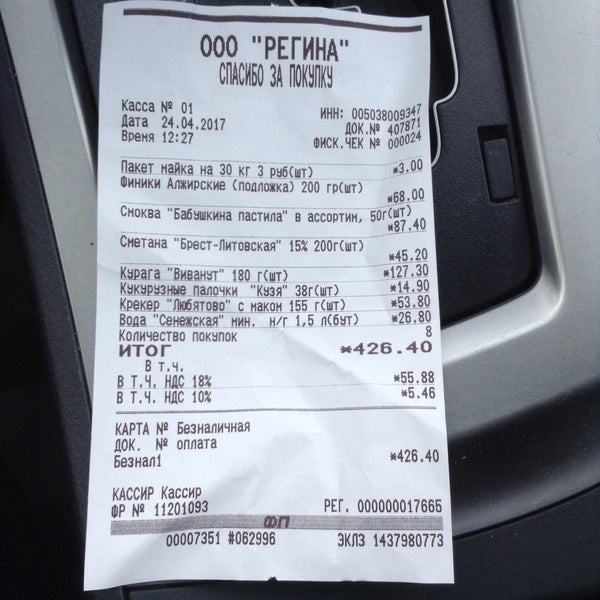 ООО "РЕГИНА"
СПАСИБО ЗА ПОКУПКУ
Касса № 01
ИНН: 005038009347
Дата 24.04.2017
ДОК.№ 407871
Время 12:27
ФИСК.ЧЕК № 000024
Пакет майка на 30 кг 3 руб(шт) *3.00
Финики Алжирские (подложка) 200 гр(шт)
*68.00
Смоква "Бабушкина пастила" в ассортим, 50г(шт)
*87.40
Сметана "Брест-Литовская" 15% 200г(шт)
*45.20
Курага "Виванут" 180 г(шт) *127.30
Кукурузные палочки "Кузя" 38г(шт) *14.90
Крекер "Любятово" с маком 155 г(шт) *53.80
Вода "Сенежская" мин. н/г 1,5 л(бут) *26.80
Количество покупок 8
ИТОГ *426.40
В т.ч.
В Т.Ч. НДС 18% *55.88
В Т.Ч. НДС 10% *5.46
КАРТА № Безналичная
ДОК. № оплата
Безнал1 *426.40
КАССИР Кассир
ФР № 11201093 РЕГ. 000000017665
ФП
00007351 #062996 ЭКЛЗ 1437980773